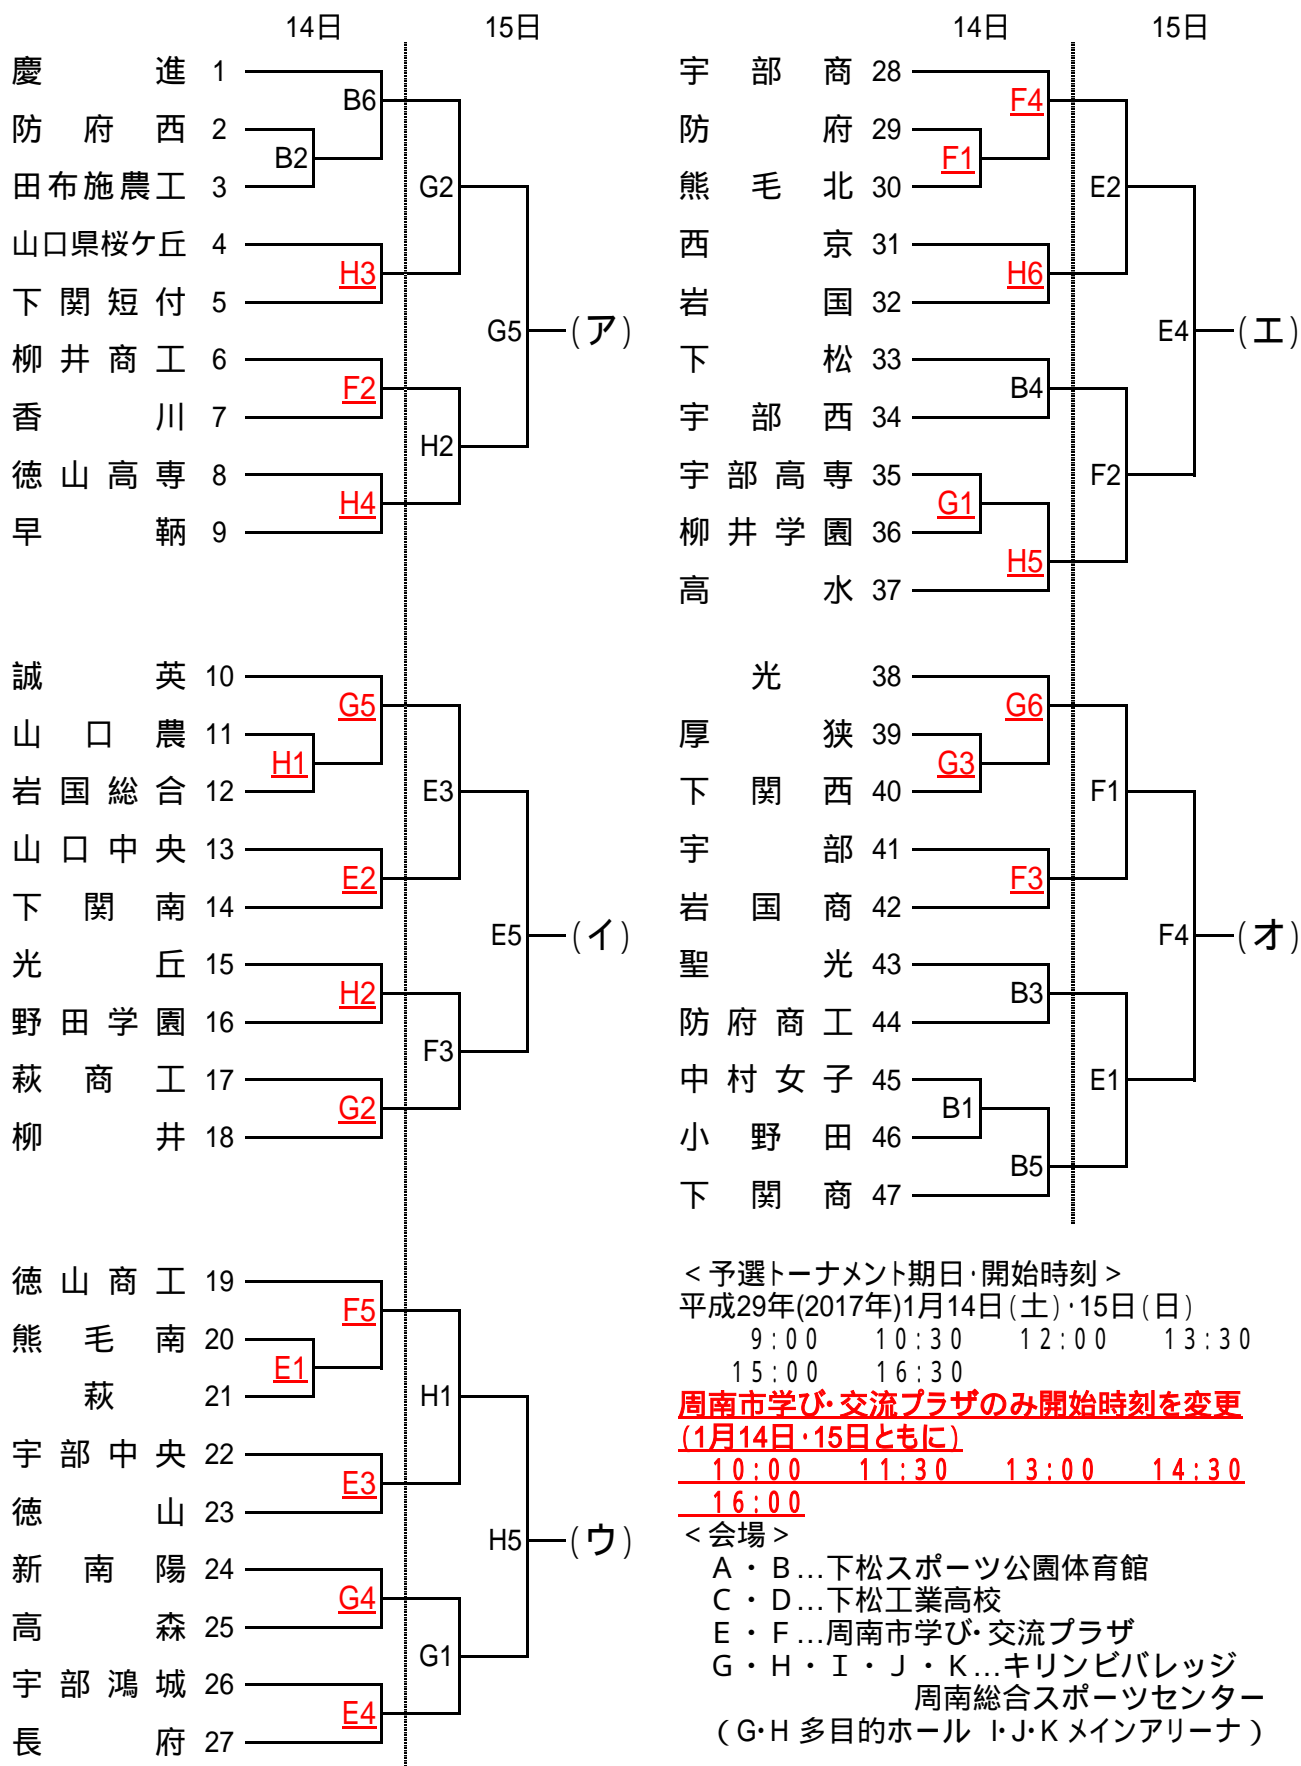 14日 15日
慶進 1
B6
防府西 2
B2
田布施農工 3
G2
山口県桜ケ丘 4
H3
下関短付 5
G5 (ア)
柳井商工 6
F2
香川 7
H2
徳山高専 8
H4
早鞆 9
誠英 10
G5
山口農 11
H1
岩国総合 12
E3
山口中央 13
E2
下関南 14
E5 (イ)
光丘 15
H2
野田学園 16
F3
萩商工 17
G2
柳井 18
徳山商工 19
F5
熊毛南 20
E1
萩 21
H1
宇部中央 22
E3
徳山 23
H5 (ウ)
新南陽 24
G4
高森 25
G1
宇部鴻城 26
E4
長府 27
14日 15日
宇部商 28
F4
防府 29
F1
熊毛北 30
E2
西京 31
H6
岩国 32
E4 (エ)
下松 33
B4
宇部西 34
F2
宇部高専 35
G1
柳井学園 36
H5
高水 37
光 38
G6
厚狭 39
G3
下関西 40
F1
宇部 41
F3
岩国商 42
F4 (オ)
聖光 43
B3
防府商工 44
E1
中村女子 45
B1
小野田 46
B5
下関商 47
＜予選トーナメント期日・開始時刻＞
平成29年(2017年)1月14日(土)・15日(日)
9:00 10:30 12:00 13:30
15:00 16:30
周南市学び・交流プラザのみ開始時刻を変更
(1月14日・15日ともに)
10:00 11:30 13:00 14:30
16:00
＜会場＞
A・B…下松スポーツ公園体育館
C・D…下松工業高校
E・F…周南市学び・交流プラザ
G・H・I・J・K…キリンビバレッジ
周南総合スポーツセンター
(G・H 多目的ホール I・J・K メインアリーナ)